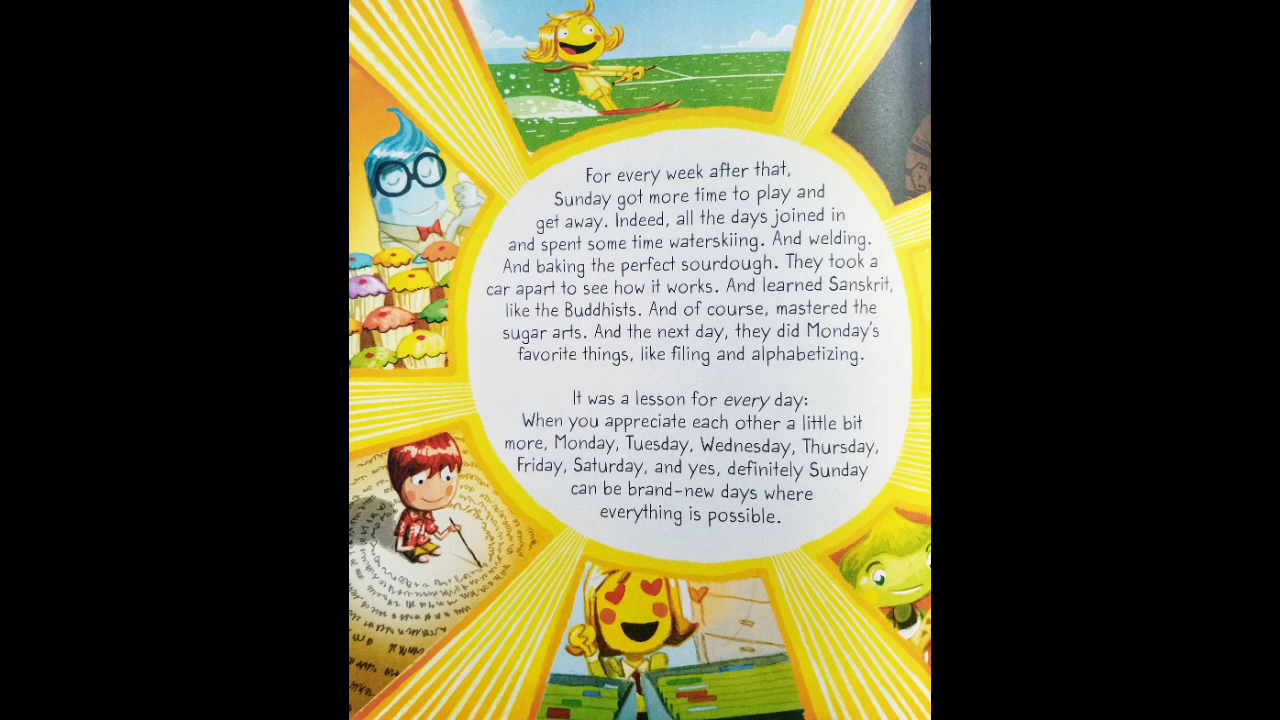 For every week after that,
Sunday got more time to play and
get away. Indeed, all the days joined in
and spent some time waterskiing. And welding.
And baking the perfect sourdough. They took a
car apart to see how it works. And learned Sanskrit,
like the Buddhists. And of course, mastered the
sugar arts. And the next day, they did Monday's
favorite things, like filing and alphabetizing.
It was a lesson for every day:
When you appreciate each other a little bit
more, Monday, Tuesday, Wednesday, Thursday,
Friday, Saturday, and yes, definitely Sunday
can be brand-new days where
everything is possible.